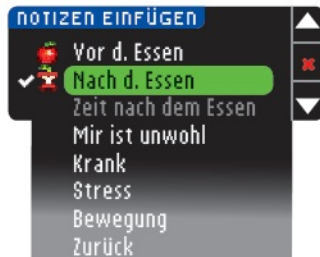 NOTIZEN EINFÜGEN
Vor d. Essen
Nach d. Essen
Zeit nach dem Essen
Mir ist unwohl
Krank
Stress
Bewegung
Zurück